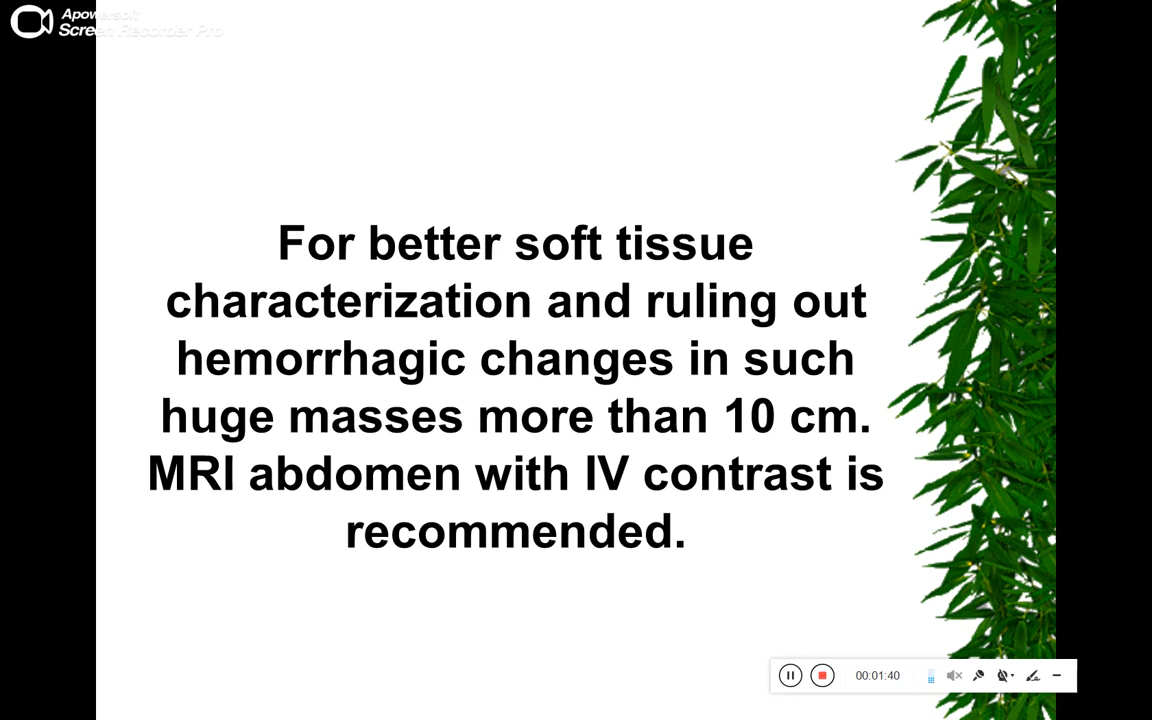 Apowersoft
Screen Recorder Pro
For better soft tissue
characterization and ruling out
hemorrhagic changes in such
huge masses more than 10 cm.
MRI abdomen with IV contrast is
recommended.
00:01:40